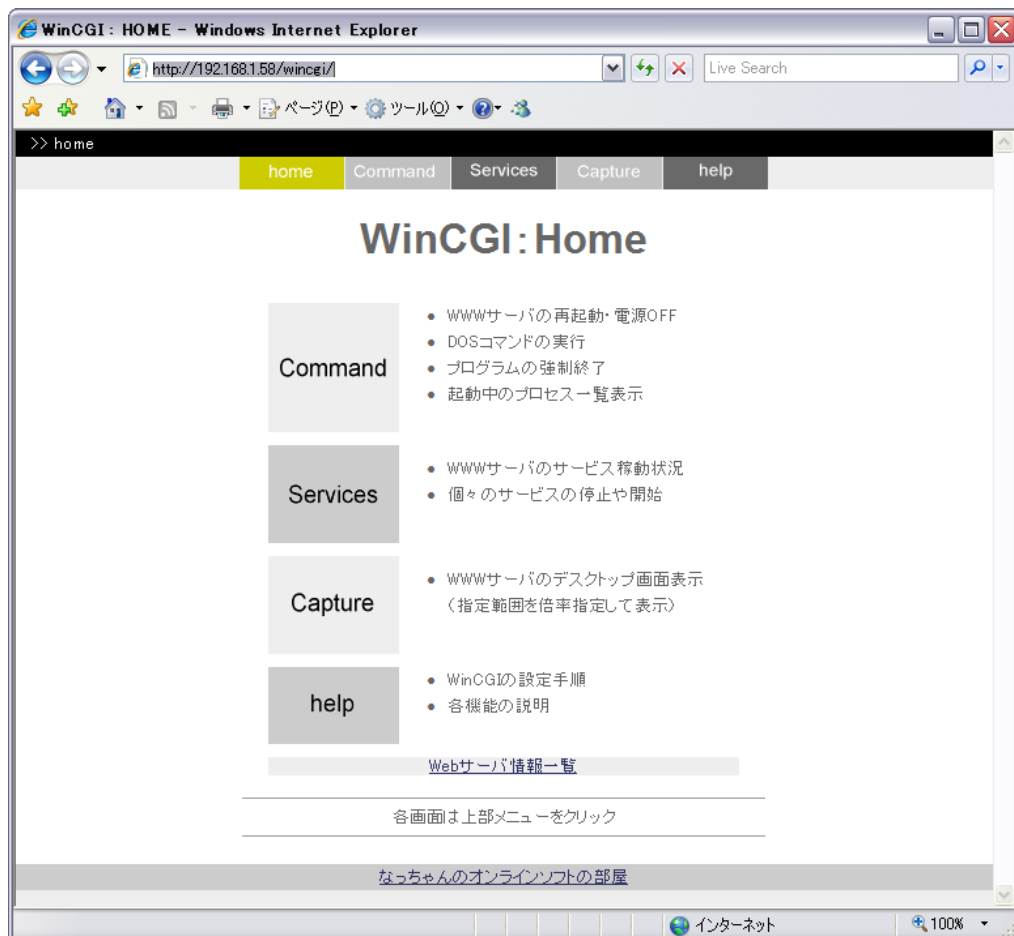 WinCGI : HOME - Windows Internet Explorer
http://192.168.1.58/wincgi/
Live Search
ページ(P)
ツール(O)
>> home
home Command Services Capture help
WinCGI:Home
Command
• WWWサーバの再起動・電源OFF
• DOSコマンドの実行
• プログラムの強制終了
• 起動中のプロセス一覧表示
Services
• WWWサーバのサービス稼動状況
• 個々のサービスの停止や開始
Capture
• WWWサーバのデスクトップ画面表示
(指定範囲を倍率指定して表示)
help
• WinCGIの設定手順
• 各機能の説明
Webサーバ情報一覧
各画面は上部メニューをクリック
なっちゃんのオンラインソフトの部屋
インターネット
100%